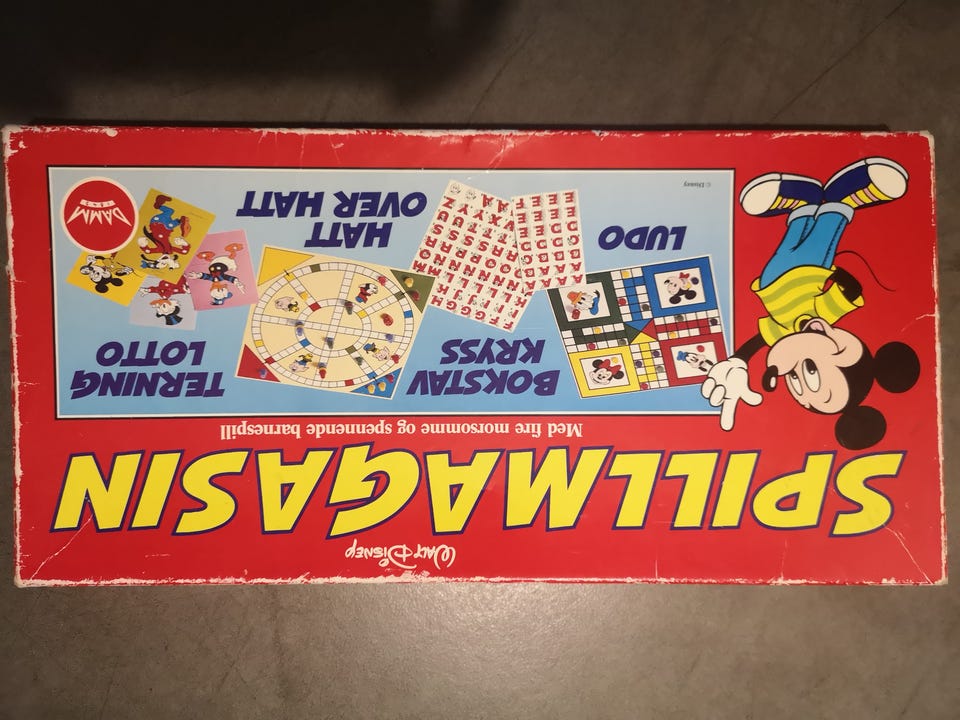 WALT DISNEY
SPILLMAGASIN
Med fire morsomme og spennende barnespill
BOKSTAV
KRYSS
TERNING
LOTTO
LUDO
HATT
OVER HATT
DAMM
© Disney